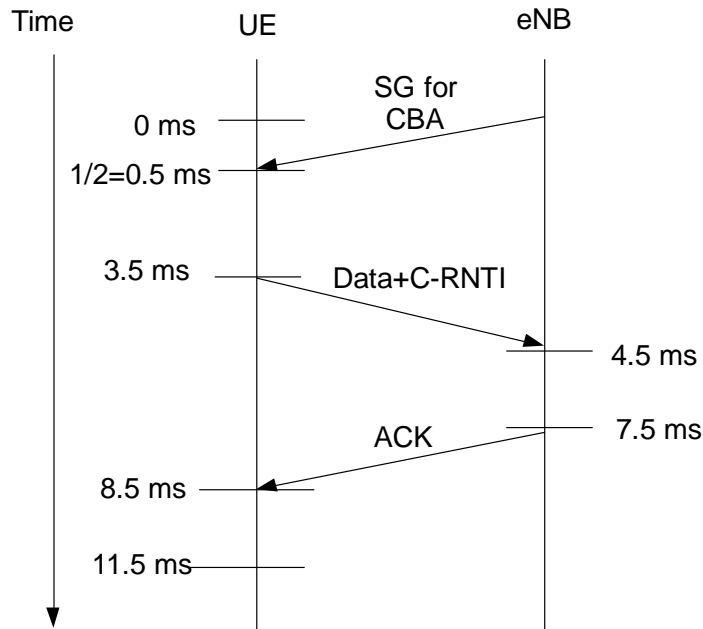 Time
UE
eNB
SG for
CBA
0 ms
1/2=0.5 ms
3.5 ms
Data+C-RNTI
4.5 ms
7.5 ms
ACK
8.5 ms
11.5 ms